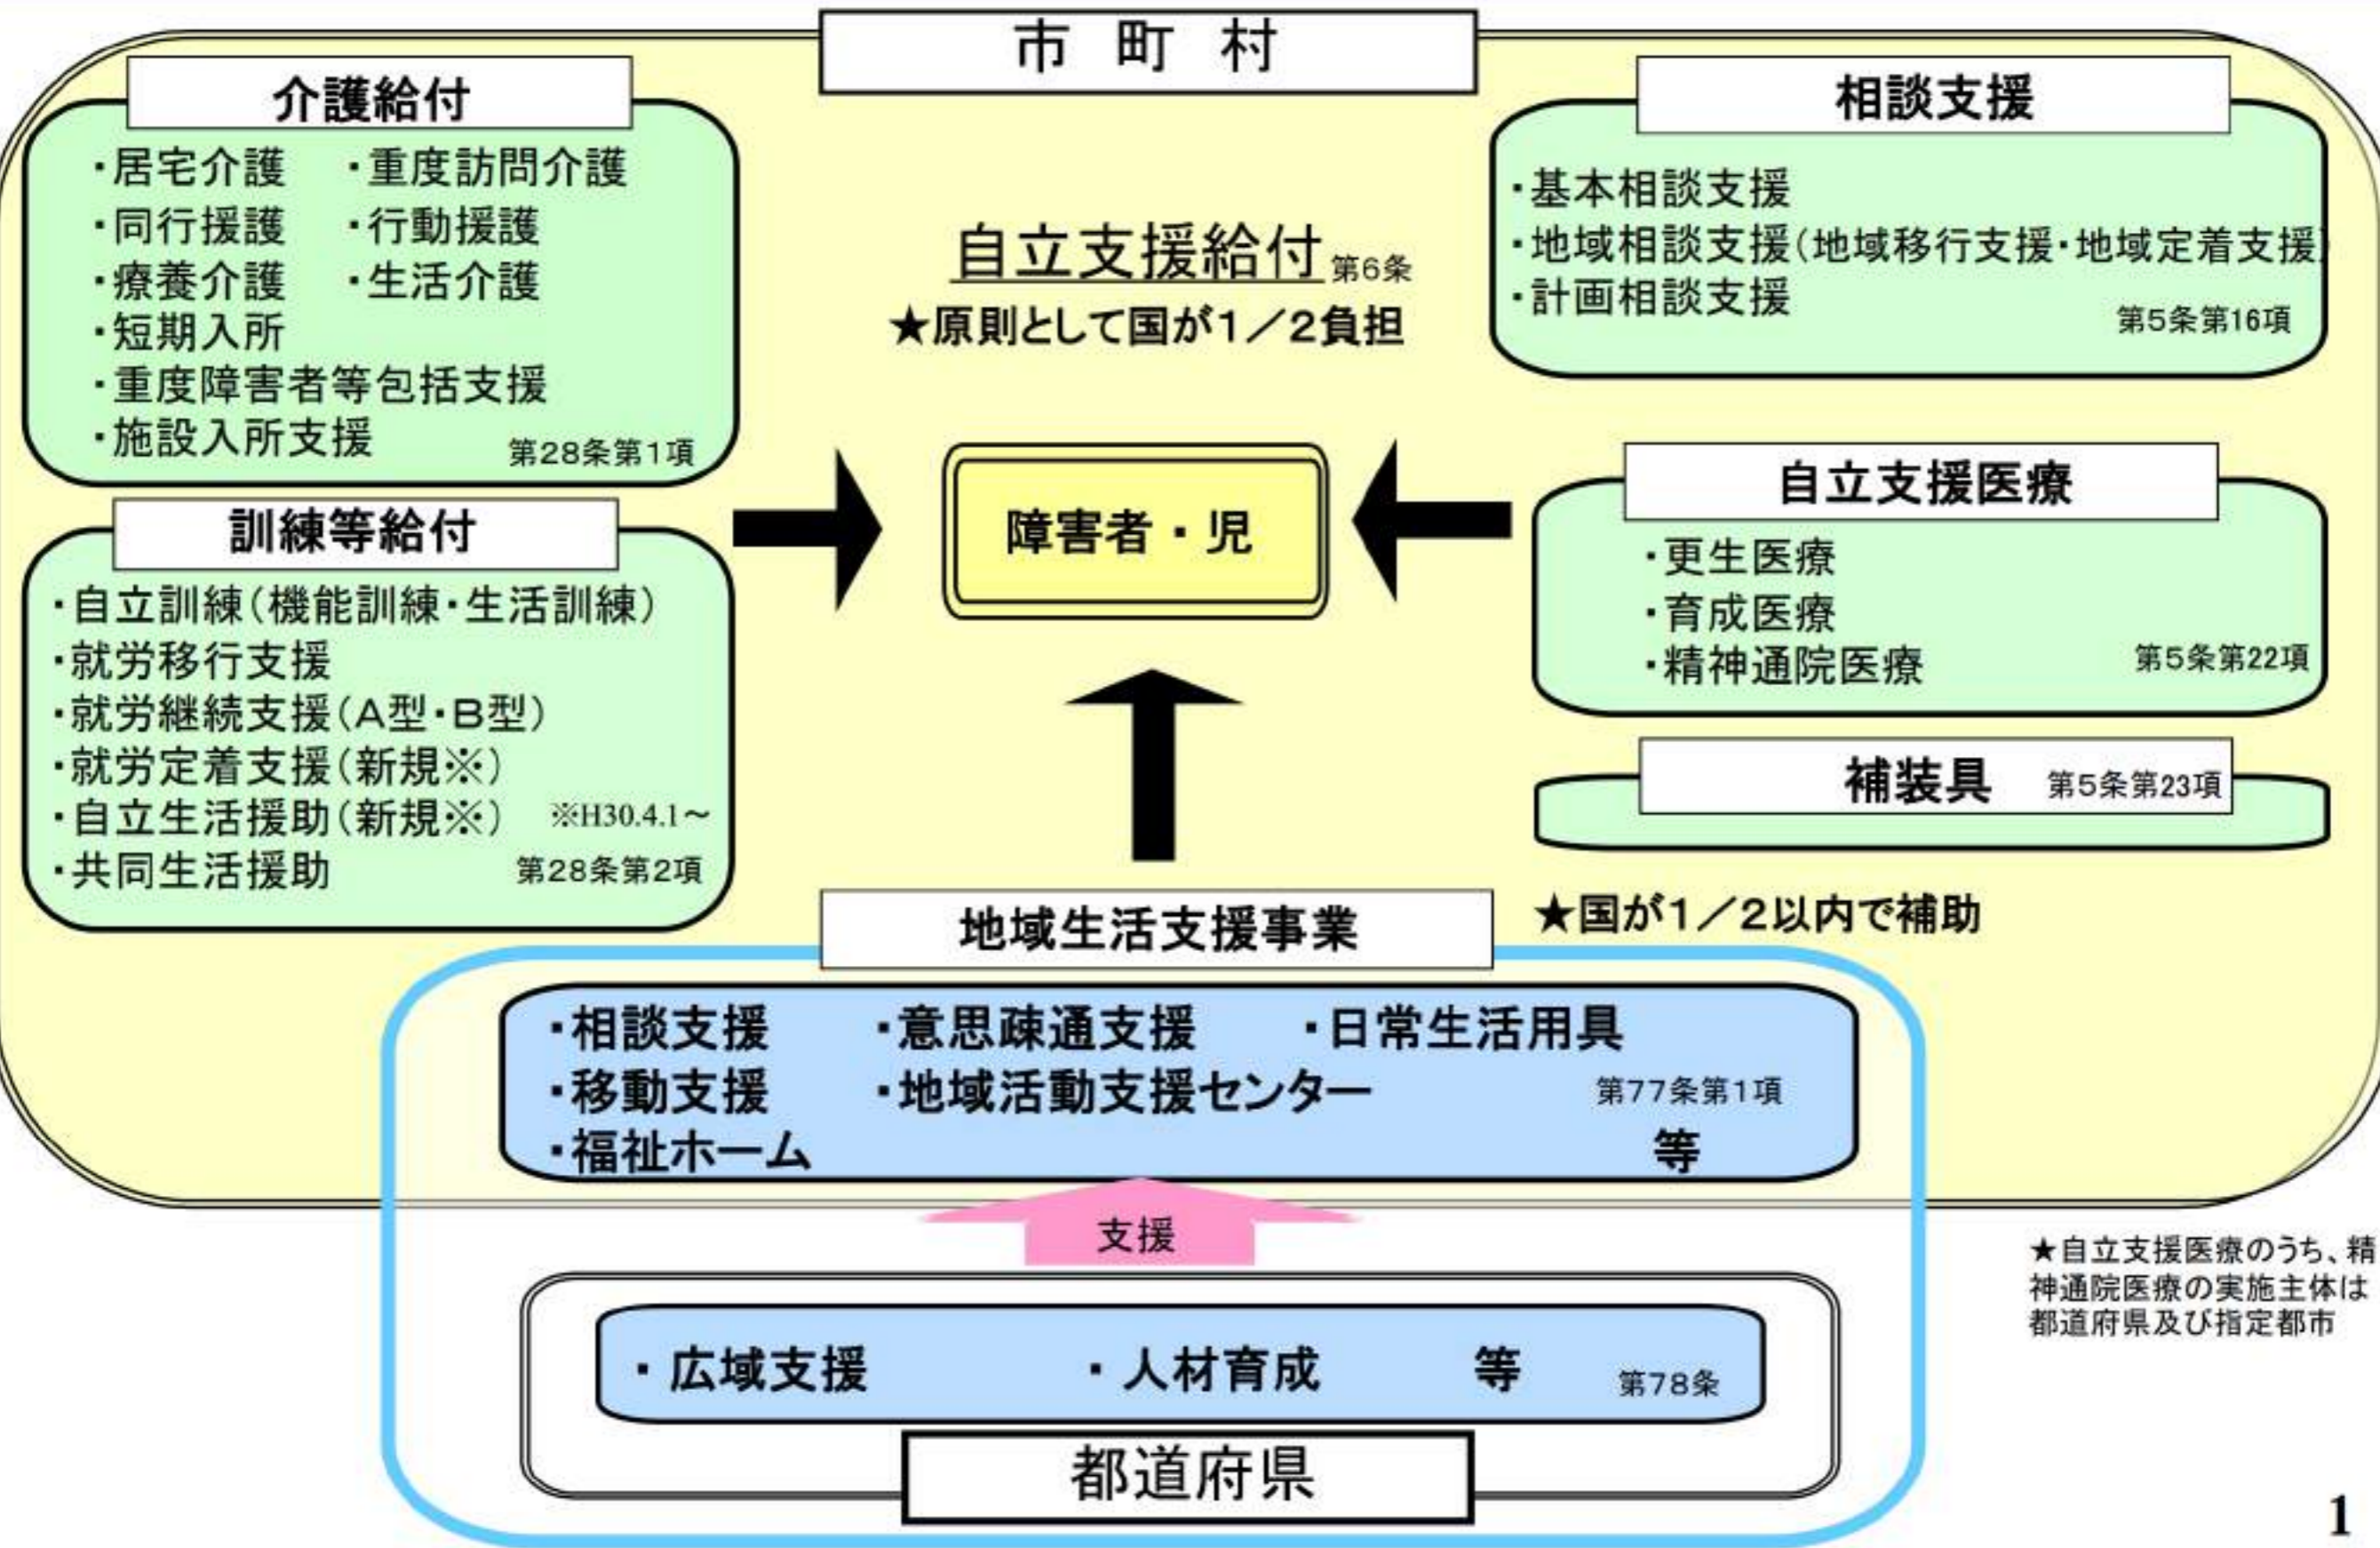 市 町 村
介護給付
・居宅介護 ・重度訪問介護
・同行援護 ・行動援護
・療養介護 ・生活介護
・短期入所
・重度障害者等包括支援
・施設入所支援 第28条第1項
訓練等給付
・自立訓練(機能訓練・生活訓練)
・就労移行支援
・就労継続支援(A型・B型)
・就労定着支援(新規※)
・自立生活援助(新規※) ※H30.4.1～
・共同生活援助 第28条第2項
自立支援給付 第6条
★原則として国が1／2負担
障害者・児
相談支援
・基本相談支援
・地域相談支援(地域移行支援・地域定着支援)
・計画相談支援
第5条第16項
自立支援医療
・更生医療
・育成医療
・精神通院医療 第5条第22項
補装具 第5条第23項
地域生活支援事業
★国が1／2以内で補助
・相談支援 ・意思疎通支援 ・日常生活用具
・移動支援 ・地域活動支援センター 第77条第1項
・福祉ホーム 等
支援
・広域支援 ・人材育成 等 第78条
都道府県
★自立支援医療のうち、精
神通院医療の実施主体は
都道府県及び指定都市
1